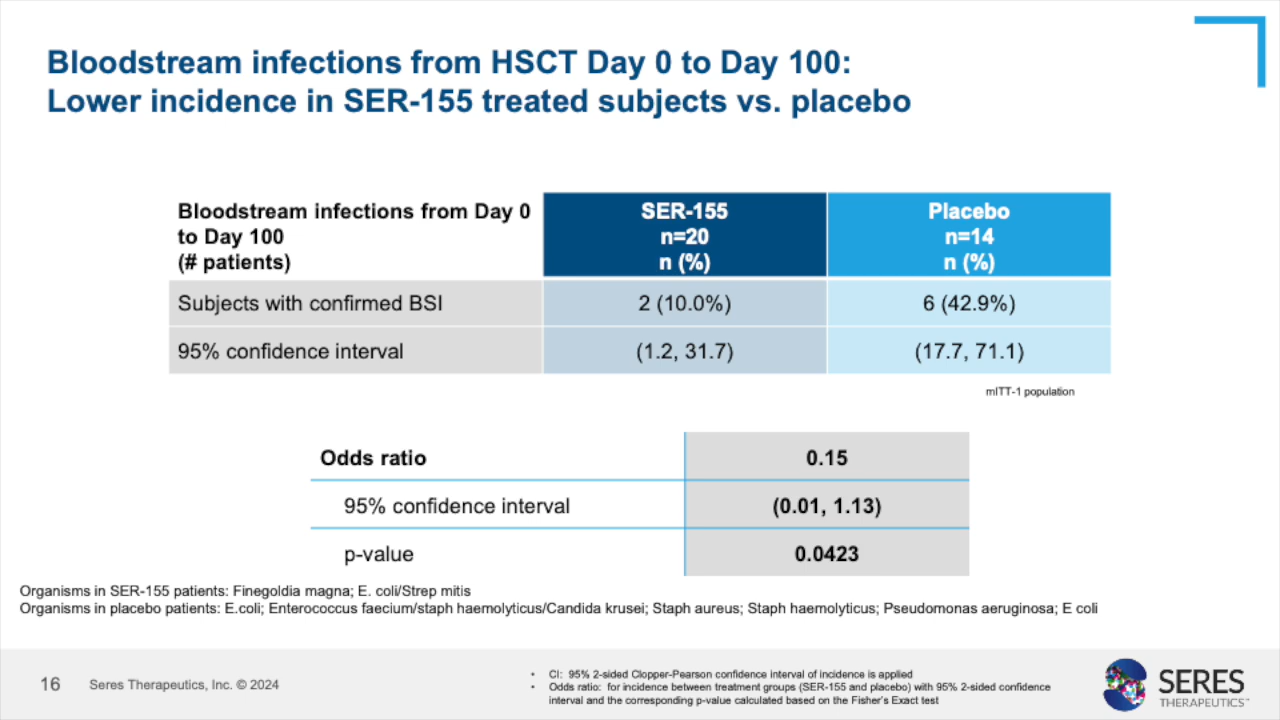 Bloodstream infections from HSCT Day 0 to Day 100:
Lower incidence in SER-155 treated subjects vs. placebo
Bloodstream infections from Day 0
to Day 100
(# patients)
SER-155
n=20
n (%)
Placebo
n=14
n (%)
Subjects with confirmed BSI
2 (10.0%)
6 (42.9%)
95% confidence interval
(1.2, 31.7)
(17.7, 71.1)
mITT-1 population
Odds ratio
0.15
95% confidence interval
(0.01, 1.13)
p-value
0.0423
Organisms in SER-155 patients: Finegoldia magna; E. coli/Strep mitis
Organisms in placebo patients: E.coli; Enterococcus faecium/staph haemolyticus/Candida krusei; Staph aureus; Staph haemolyticus; Pseudomonas aeruginosa; E coli
16
Seres Therapeutics, Inc. © 2024
• CI: 95% 2-sided Clopper-Pearson confidence interval of incidence is applied
• Odds ratio: for incidence between treatment groups (SER-155 and placebo) with 95% 2-sided confidence
interval and the corresponding p-value calculated based on the Fisher's Exact test
SERES
THERAPEUTICS™